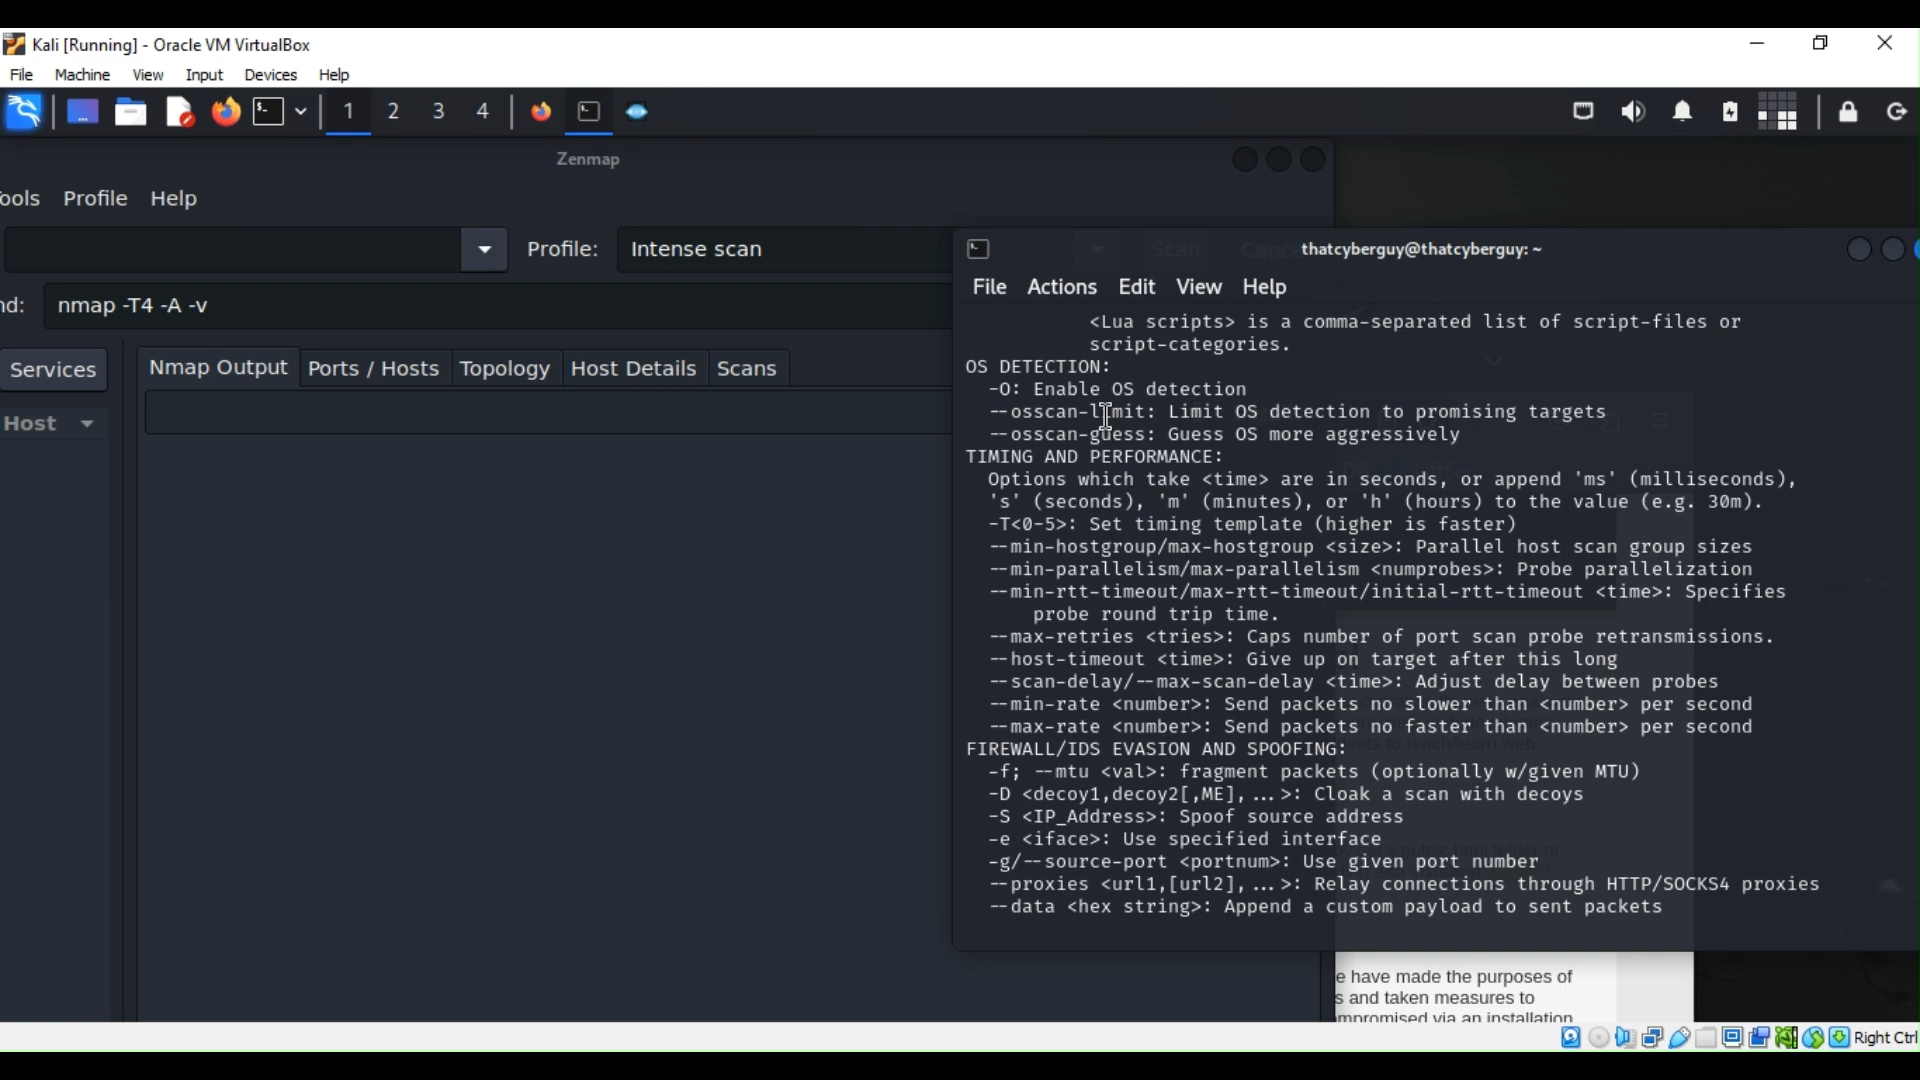 Kali [Running] - Oracle VM VirtualBox
File Machine View Input Devices Help
1 2 3 4
Zenmap
ools Profile Help
Profile: Intense scan
Scan
nd: nmap -T4 -A -v
Services
Nmap Output Ports / Hosts Topology Host Details Scans
Host
thatcyberguy@thatcyberguy: ~
File Actions Edit View Help
<Lua scripts> is a comma-separated list of script-files or
script-categories.
OS DETECTION:
-O: Enable OS detection
--osscan-limit: Limit OS detection to promising targets
--osscan-guess: Guess OS more aggressively
TIMING AND PERFORMANCE:
Options which take <time> are in seconds, or append 'ms' (milliseconds),
's' (seconds), 'm' (minutes), or 'h' (hours) to the value (e.g. 30m).
-T<0-5>: Set timing template (higher is faster)
--min-hostgroup/max-hostgroup <size>: Parallel host scan group sizes
--min-parallelism/max-parallelism <numprobes>: Probe parallelization
--min-rtt-timeout/max-rtt-timeout/initial-rtt-timeout <time>: Specifies
probe round trip time.
--max-retries <tries>: Caps number of port scan probe retransmissions.
--host-timeout <time>: Give up on target after this long
--scan-delay/--max-scan-delay <time>: Adjust delay between probes
--min-rate <number>: Send packets no slower than <number> per second
--max-rate <number>: Send packets no faster than <number> per second
FIREWALL/IDS EVASION AND SPOOFING:
-f; --mtu <val>: fragment packets (optionally w/given MTU)
-D <decoy1,decoy2[,ME],...>: Cloak a scan with decoys
-S <IP_Address>: Spoof source address
-e <iface>: Use specified interface
-g/--source-port <portnum>: Use given port number
--proxies <url1,[url2],...>: Relay connections through HTTP/SOCKS4 proxies
--data <hex string>: Append a custom payload to sent packets
e have made the purposes of
s and taken measures to
mpromised via an installation
Right Ctrl